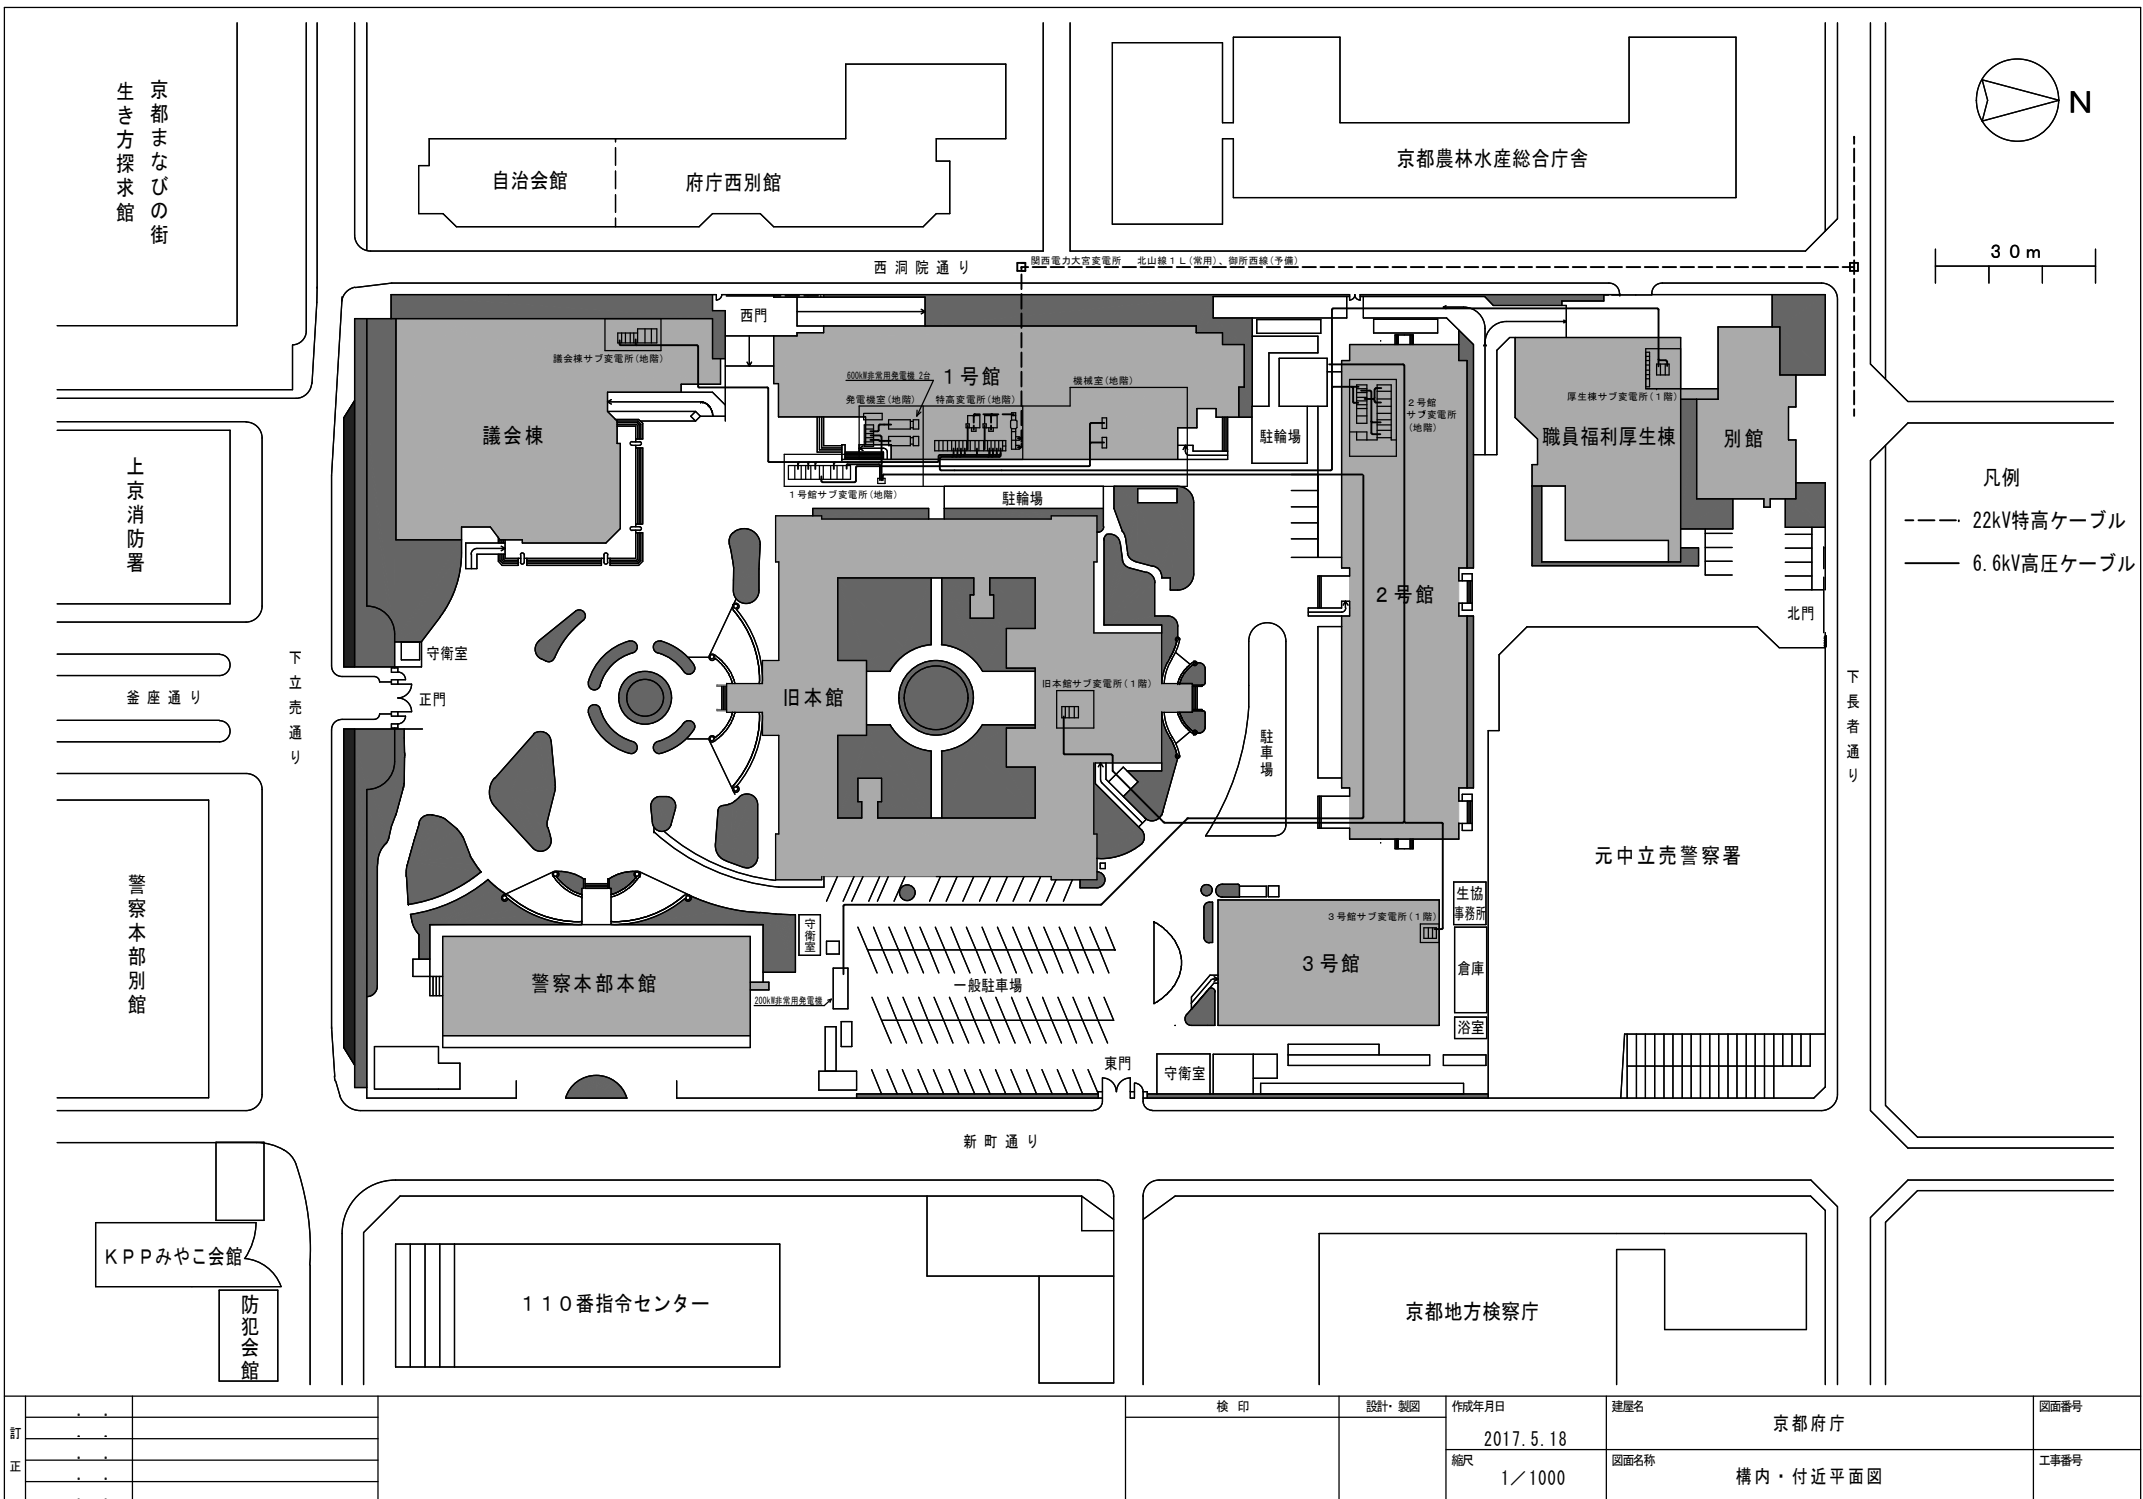 京都まなびの街
生き方探求館
自治会館
府庁西別館
京都農林水産総合庁舎
N
30m
西洞院通り
関西電力大宮変電所 北山線1L(常用)、御所西線(予備)
西門
議会棟サブ変電所(地階)
600kW非常用発電機 2台
1号館
機械室(地階)
発電機室(地階)
特高変電所(地階)
2号館
サブ変電所
(地階)
厚生棟サブ変電所(1階)
議会棟
駐輪場
職員福利厚生棟
別館
上京消防署
1号館サブ変電所(地階)
駐輪場
凡例
22kV特高ケーブル
6.6kV高圧ケーブル
2号館
北門
守衛室
下立売通り
釜座通り
正門
旧本館
旧本館サブ変電所(1階)
駐車場
下長者通り
元中立売警察署
警察本部別館
守衛室
生協
事務所
3号館サブ変電所(1階)
3号館
倉庫
警察本部本館
一般駐車場
200kW非常用発電機
浴室
東門
守衛室
新町通り
KPPみやこ会館
防犯会館
110番指令センター
京都地方検察庁
訂正
検印
設計・製図
作成年月日
2017.5.18
建屋名
京都府庁
図面番号
縮尺
1/1000
図面名称
構内・付近平面図
工事番号